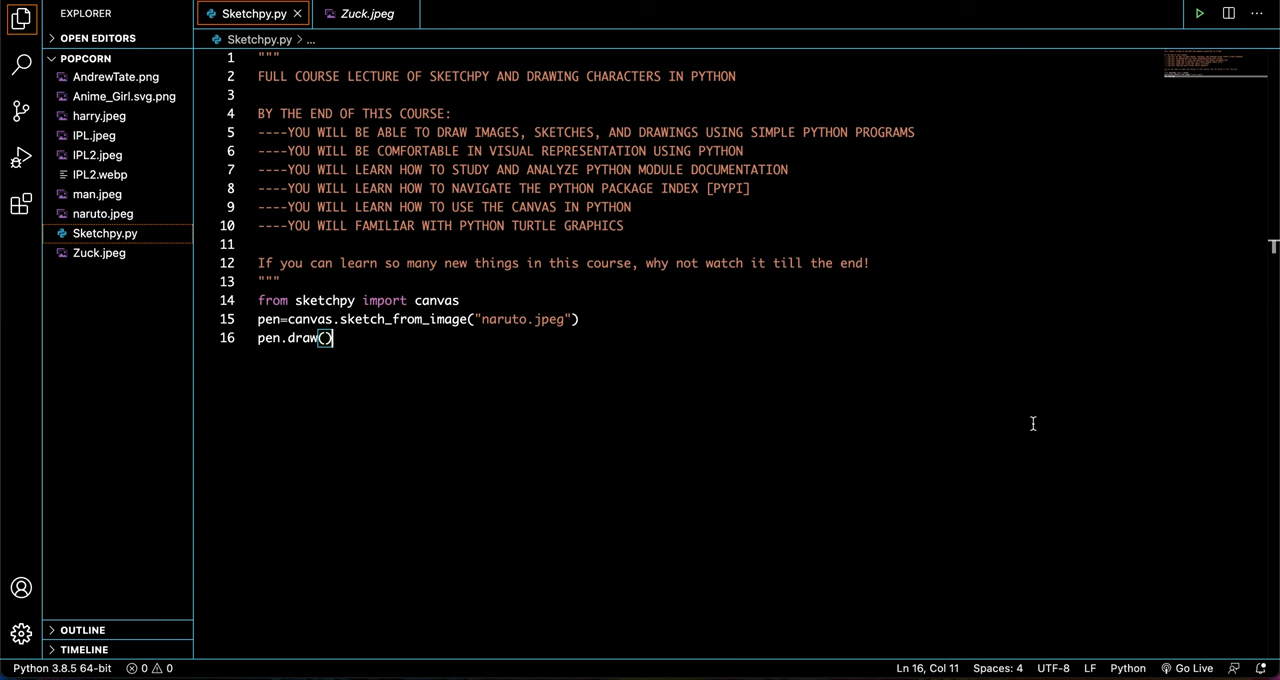 EXPLORER
Sketchpy.py
Zuck.jpeg
OPEN EDITORS
Sketchpy.py > ...
POPCORN
AndrewTate.png
Anime_Girl.svg.png
harry.jpeg
IPL.jpeg
IPL2.jpeg
IPL2.webp
man.jpeg
naruto.jpeg
Sketchpy.py
Zuck.jpeg
1 """
2 FULL COURSE LECTURE OF SKETCHPY AND DRAWING CHARACTERS IN PYTHON
3
4 BY THE END OF THIS COURSE:
5 ----YOU WILL BE ABLE TO DRAW IMAGES, SKETCHES, AND DRAWINGS USING SIMPLE PYTHON PROGRAMS
6 ----YOU WILL BE COMFORTABLE IN VISUAL REPRESENTATION USING PYTHON
7 ----YOU WILL LEARN HOW TO STUDY AND ANALYZE PYTHON MODULE DOCUMENTATION
8 ----YOU WILL LEARN HOW TO NAVIGATE THE PYTHON PACKAGE INDEX [PYPI]
9 ----YOU WILL LEARN HOW TO USE THE CANVAS IN PYTHON
10 ----YOU WILL FAMILIAR WITH PYTHON TURTLE GRAPHICS
11
12 If you can learn so many new things in this course, why not watch it till the end!
13 """
14 from sketchpy import canvas
15 pen=canvas.sketch_from_image("naruto.jpeg")
16 pen.draw()
OUTLINE
TIMELINE
Python 3.8.5 64-bit 0 0 Ln 16, Col 11 Spaces: 4 UTF-8 LF Python Go Live